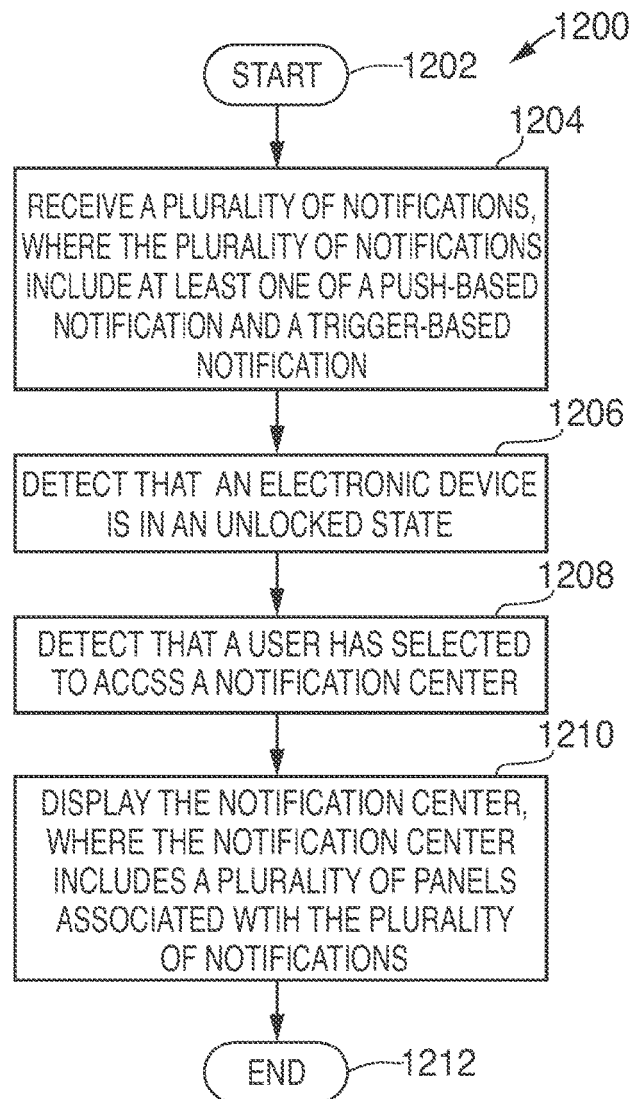 1200
START
1202
1204
RECEIVE A PLURALITY OF NOTIFICATIONS,
WHERE THE PLURALITY OF NOTIFICATIONS
INCLUDE AT LEAST ONE OF A PUSH-BASED
NOTIFICATION AND A TRIGGER-BASED
NOTIFICATION
1206
DETECT THAT AN ELECTRONIC DEVICE
IS IN AN UNLOCKED STATE
1208
DETECT THAT A USER HAS SELECTED
TO ACCSS A NOTIFICATION CENTER
1210
DISPLAY THE NOTIFICATION CENTER,
WHERE THE NOTIFICATION CENTER
INCLUDES A PLURALITY OF PANELS
ASSOCIATED WTIH THE PLURALITY
OF NOTIFICATIONS
END
1212